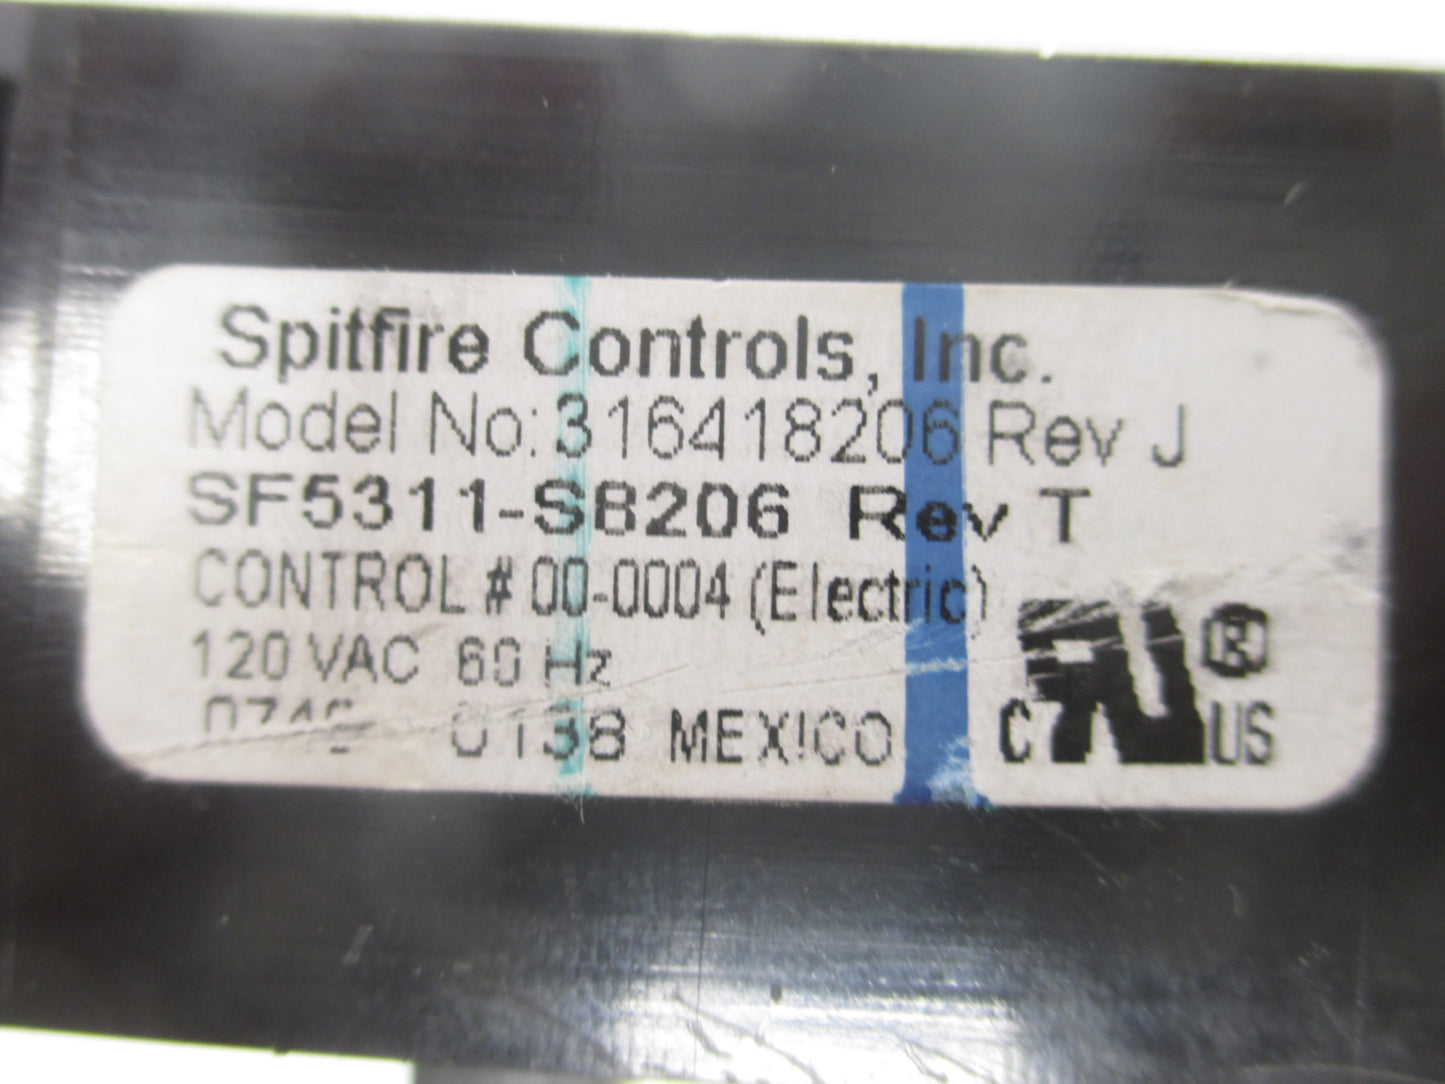 Spitfire Controls, Inc.
Model No: 316418206 Rev J
SF5311-S8206 Rev T
CONTROL # 00-0004 (Electric)
120 VAC 60 Hz
0138 MEXICO
C RU ® US